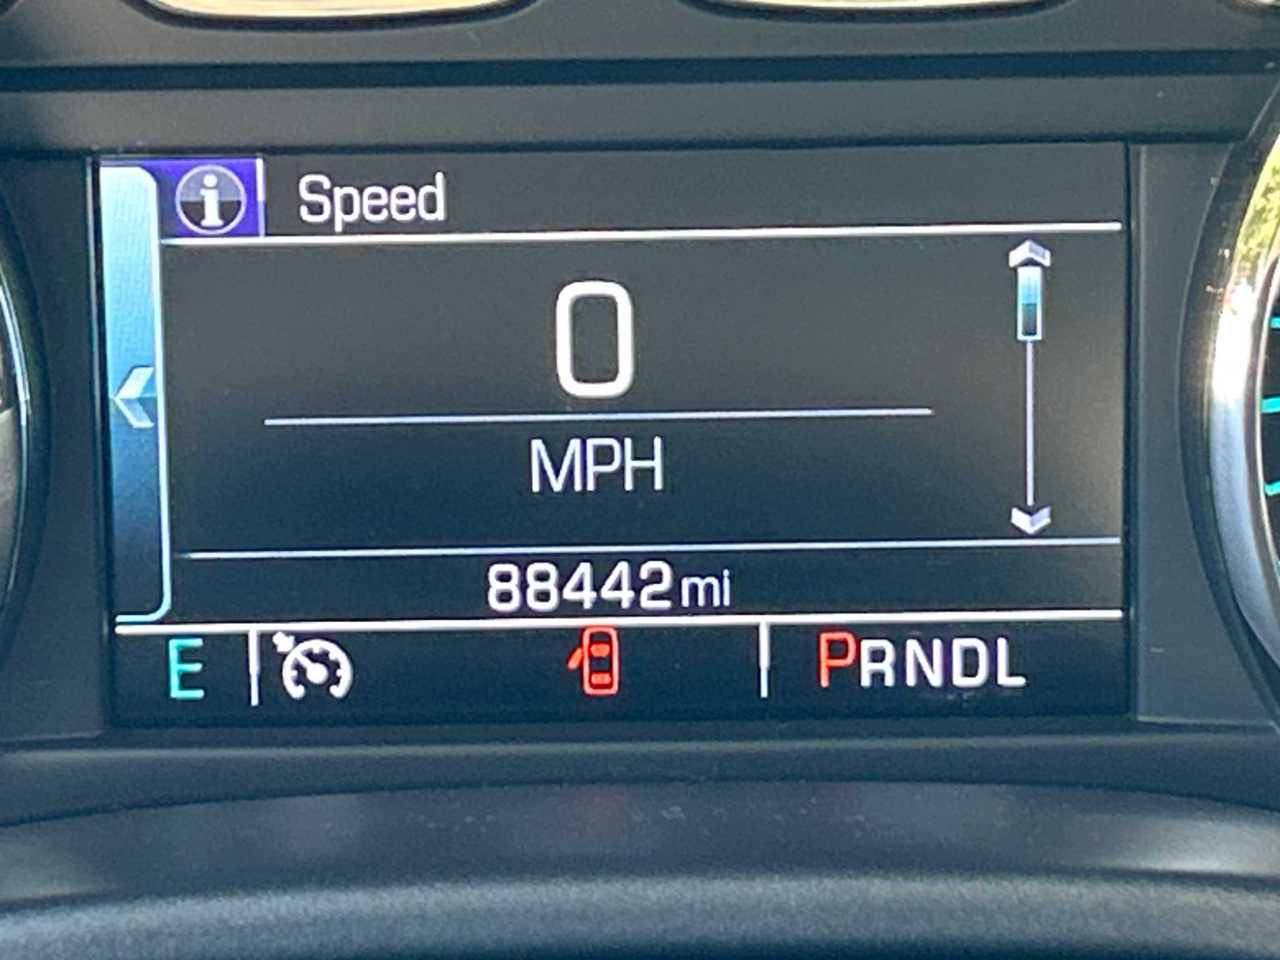 i Speed
0
MPH
88442 mi
E PRNDL